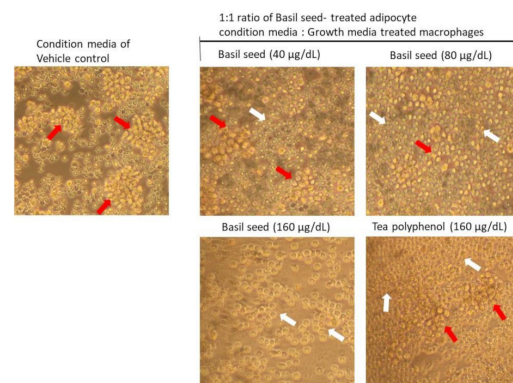 1:1 ratio of Basil seed- treated adipocyte
condition media : Growth media treated macrophages
Condition media of
Vehicle control
Basil seed (40 µg/dL)
Basil seed (80 µg/dL)
Basil seed (160 µg/dL)
Tea polyphenol (160 µg/dL)